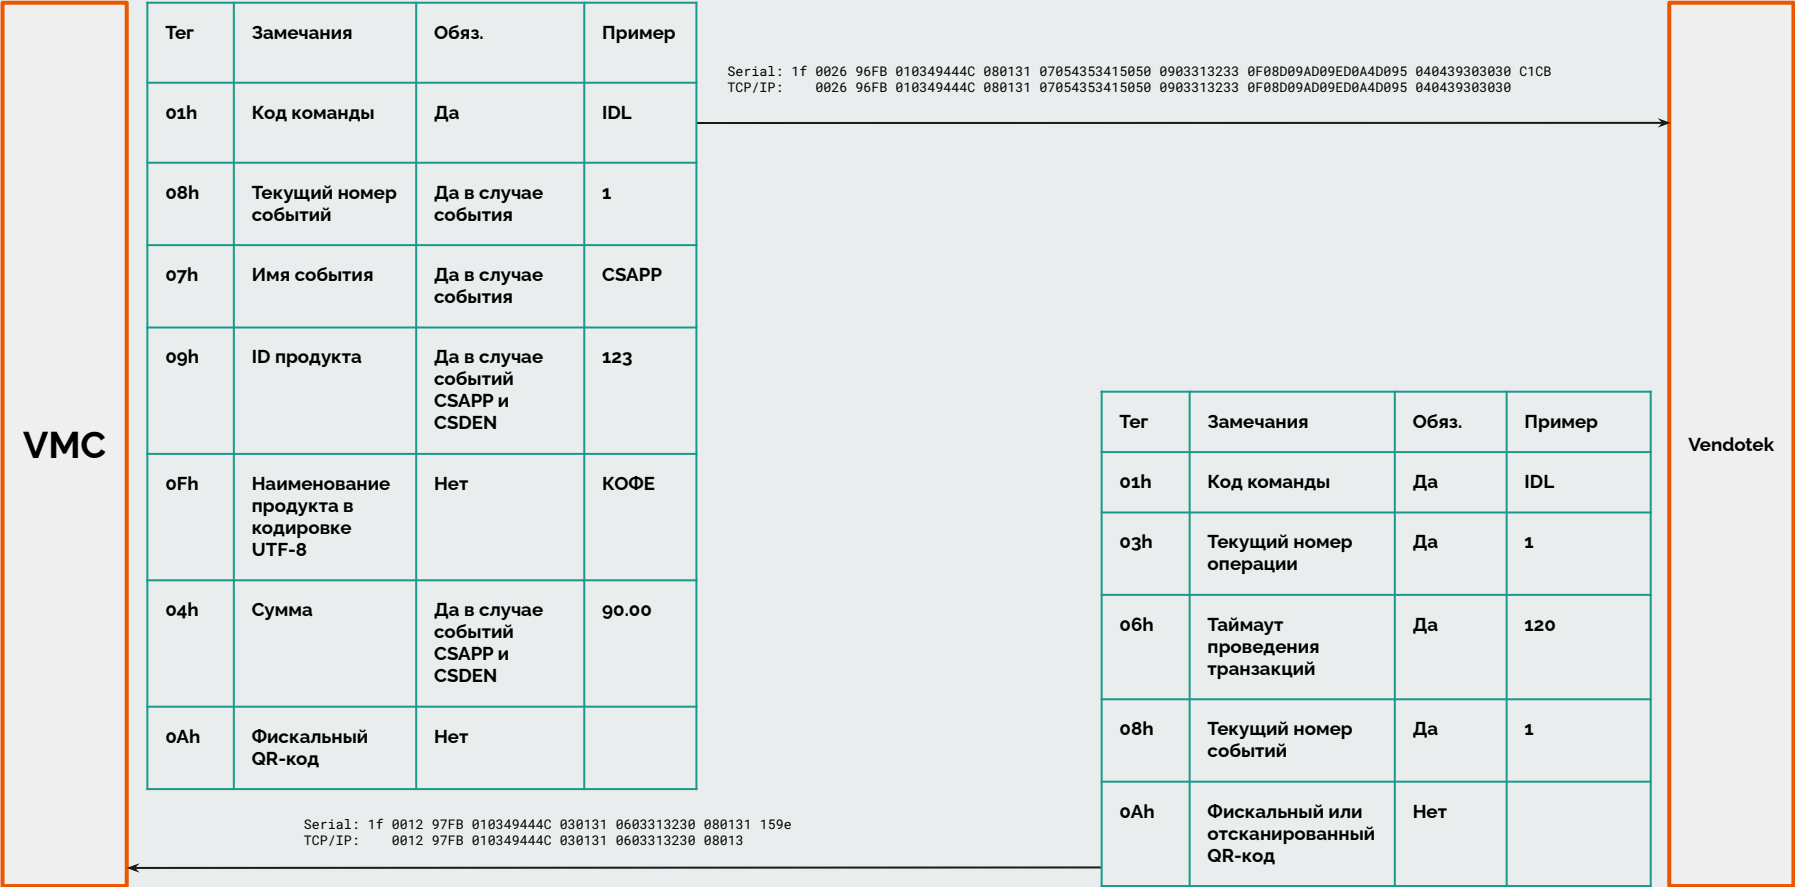 VMC
Тег Замечания Обяз. Пример
01h Код команды Да IDL
08h Текущий номер Да в случае 1
событий события
07h Имя события Да в случае CSAPP
события
09h ID продукта Да в случае 123
событий
CSAPP и
CSDEN
0Fh Наименование Нет КОФЕ
продукта в
кодировке
UTF-8
04h Сумма Да в случае 90.00
событий
CSAPP и
CSDEN
0Ah Фискальный Нет
QR-код
Serial: 1f 0026 96FB 010349444C 080131 07054353415050 0903313233 0F08D09AD09ED0A4D095 040439303030 C1CB
TCP/IP: 0026 96FB 010349444C 080131 07054353415050 0903313233 0F08D09AD09ED0A4D095 040439303030
Тег Замечания Обяз. Пример
01h Код команды Да IDL
03h Текущий номер Да 1
операции
06h Таймаут Да 120
проведения
транзакций
08h Текущий номер Да 1
событий
0Ah Фискальный или Нет
отсканированный
QR-код
Serial: 1f 0012 97FB 010349444C 030131 0603313230 080131 159e
TCP/IP: 0012 97FB 010349444C 030131 0603313230 08013
Vendotek